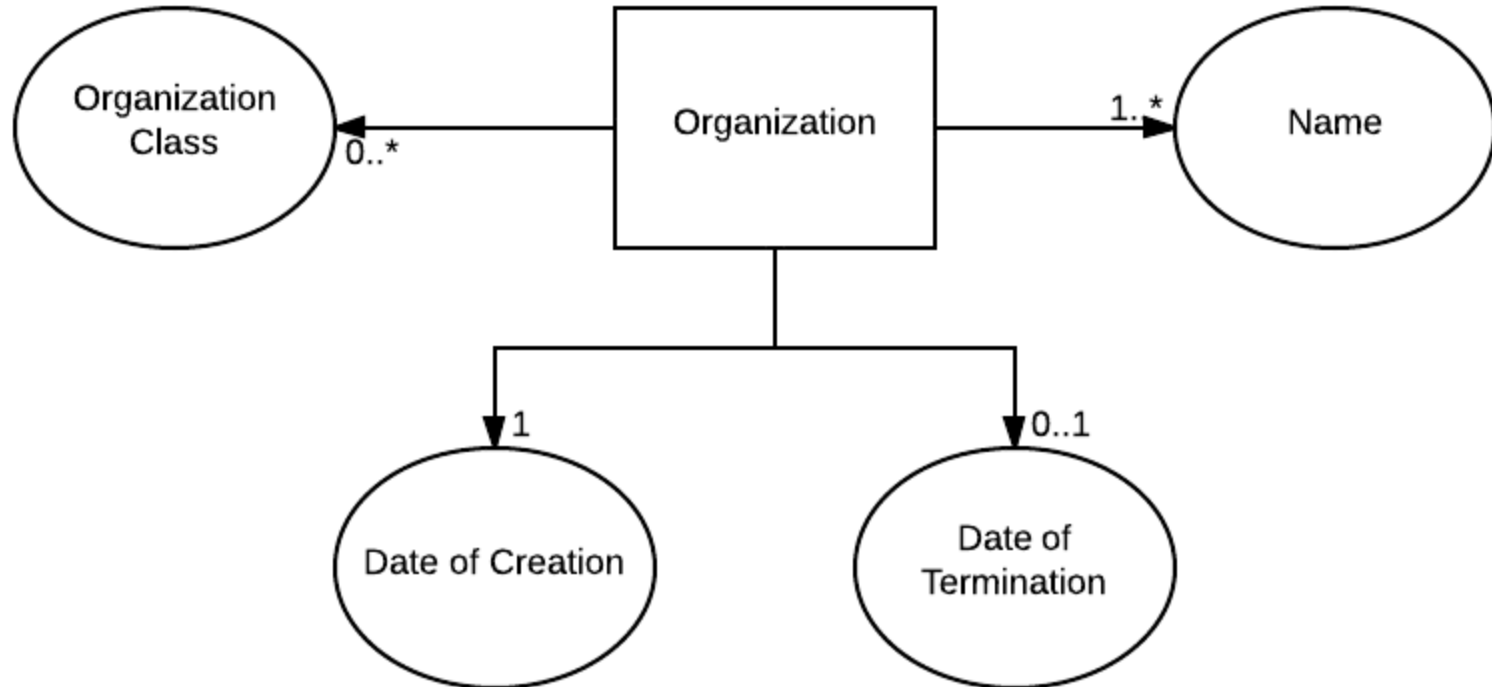 Organization
Class
0..*
Organization
1..*
Name
1
0..1
Date of Creation
Date of
Termination